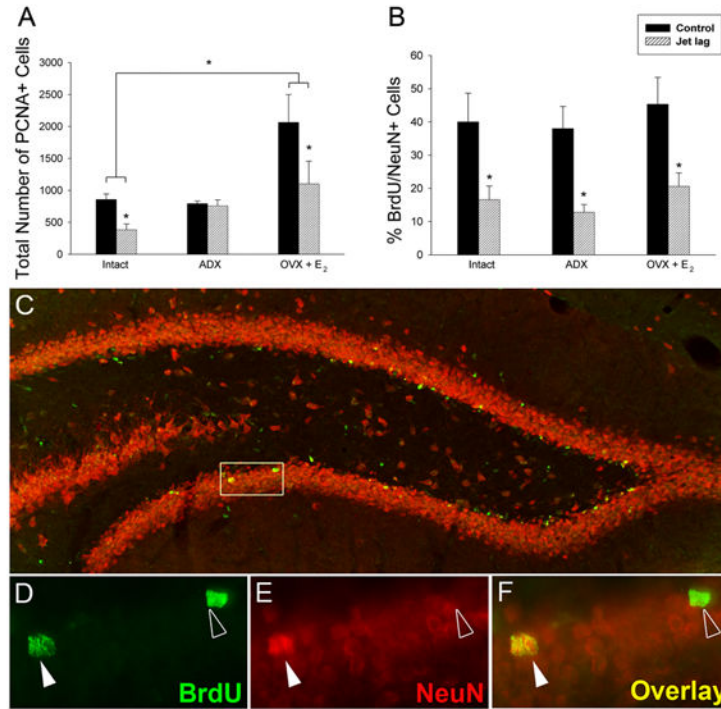 A
Total Number of PCNA+ Cells
3000
2500
2000
1500
1000
500
0
*
*
*
Intact
ADX
OVX + E2
B
Control
Jet lag
% BrdU/NeuN+ Cells
60
50
40
30
20
10
0
*
*
*
Intact
ADX
OVX + E2
C
D
BrdU
E
NeuN
F
Overlay